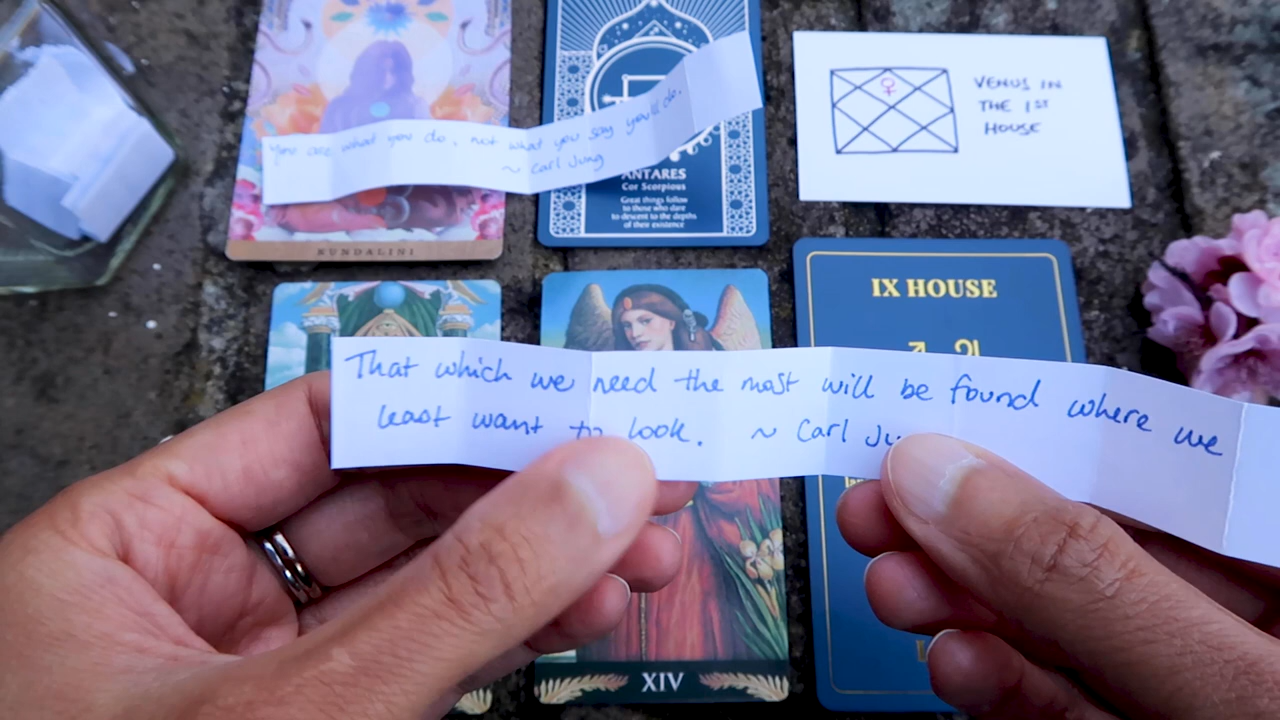 You are what you do, not what you say you'll do.
~ Carl Jung
KUNDALINI
ANTARES
Cor Scorpious
Great things follow
to those who dare
to descent to the depths
of their existence
VENUS IN
THE 1ST
HOUSE
IX HOUSE
That which we need the most will be found where we
least want to look. ~ Carl
XIV